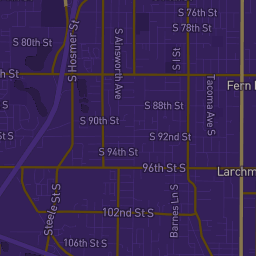 S 76th St
S 78th St
S 80th St
S Hosmer St
S Ainsworth Ave
S I St
th St
Tacoma Ave S
Fern
S 88th St
S 90th St
S 92nd St
St S
S 94th St
96th St S
Larchm
Steele St S
Barnes Ln S
102nd St S
106th St S